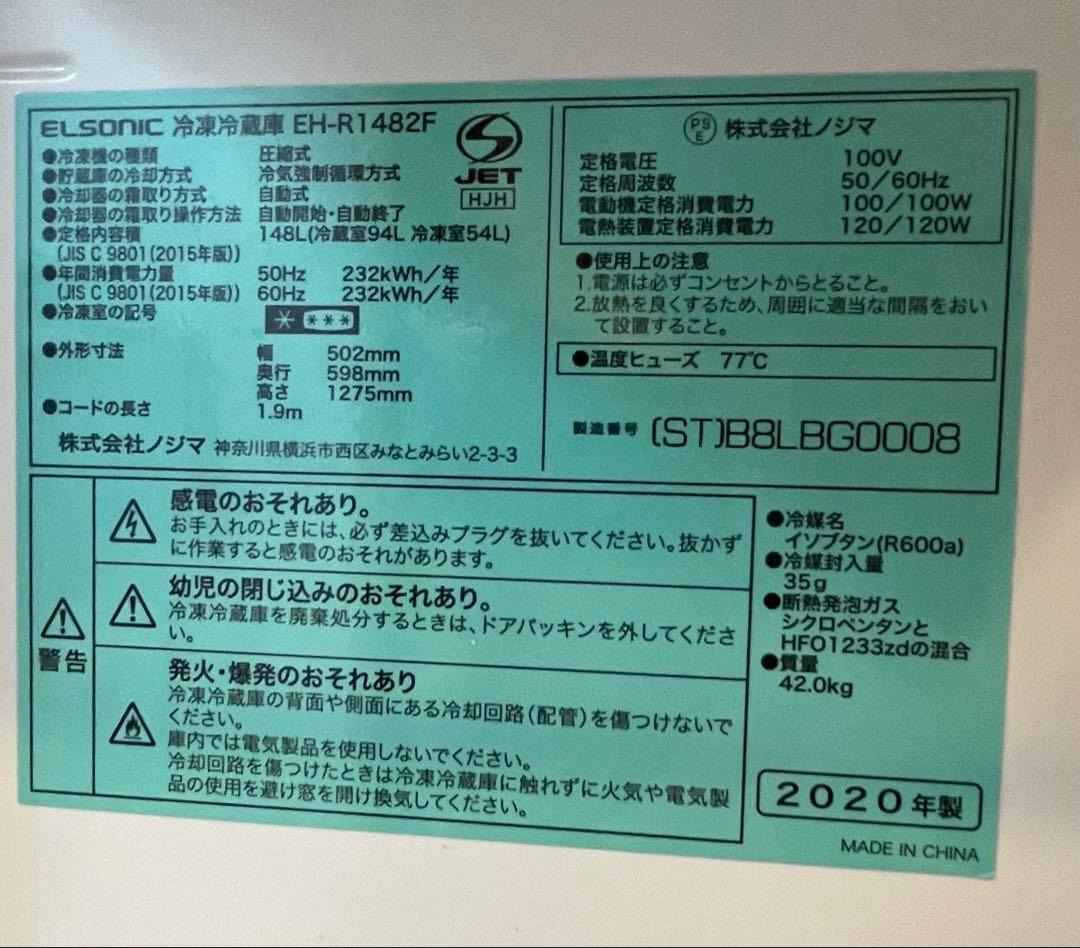 ELSONIC 冷凍冷蔵庫 EH-R1482F
●冷凍機の種類 圧縮式
●貯蔵庫の冷却方式 冷気強制循環方式
●冷却器の霜取り方式 自動式
●冷却器の霜取り操作方法 自動開始・自動終了
●定格内容積 148L(冷蔵室94L 冷凍室54L)
(JIS C 9801(2015年版))
●年間消費電力量 50Hz 232kWh/年
(JIS C 9801(2015年版)) 60Hz 232kWh/年
●冷凍室の記号 * ***
●外形寸法 幅 502mm
奥行 598mm
高さ 1275mm
●コードの長さ 1.9m
株式会社ノジマ 神奈川県横浜市西区みなとみらい2-3-3
S
JET
HJH
PS
E 株式会社ノジマ
定格電圧 100V
定格周波数 50/60Hz
電動機定格消費電力 100/100W
電熱装置定格消費電力 120/120W
●使用上の注意
1.電源は必ずコンセントからとること。
2.放熱を良くするため、周囲に適当な間隔をおい
て設置すること。
●温度ヒューズ 77℃
製造番号 (ST)B8LBG0008
警告
感電のおそれあり。
お手入れのときには、必ず差込みプラグを抜いてください。抜かず
に作業すると感電のおそれがあります。
幼児の閉じ込みのおそれあり。
冷凍冷蔵庫を廃棄処分するときは、ドアパッキンを外してくださ
い。
発火・爆発のおそれあり
冷凍冷蔵庫の背面や側面にある冷却回路(配管)を傷つけないで
ください。
庫内では電気製品を使用しないでください。
冷却回路を傷つけたときは冷凍冷蔵庫に触れずに火気や電気製
品の使用を避け窓を開け換気してください。
●冷媒名
イソブタン(R600a)
●冷媒封入量
35g
●断熱発泡ガス
シクロペンタンと
HFO1233zdの混合
●質量
42.0kg
2020年製
MADE IN CHINA